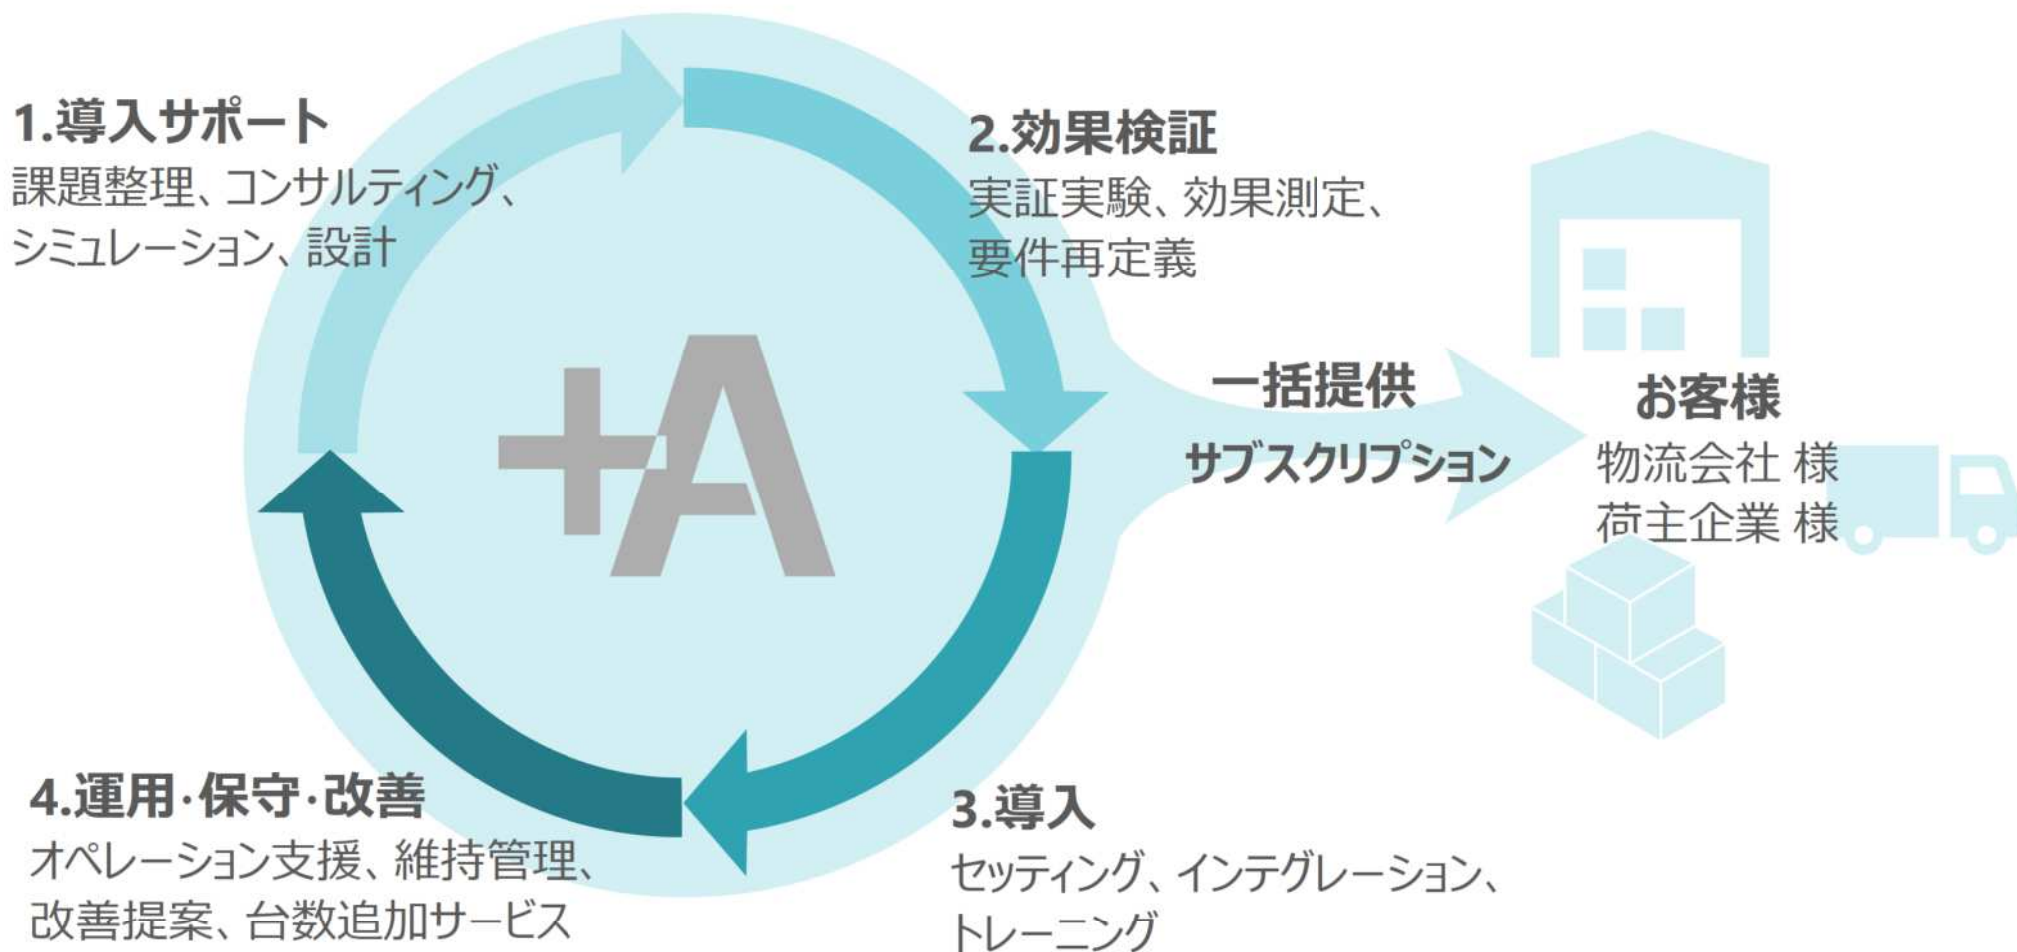 1.導入サポート
課題整理、コンサルティング、
シミュレーション、設計
2.効果検証
実証実験、効果測定、
要件再定義
+A
一括提供
サブスクリプション
お客様
物流会社 様
荷主企業 様
3.導入
セッティング、インテグレーション、
トレーニング
4.運用・保守・改善
オペレーション支援、維持管理、
改善提案、台数追加サービス